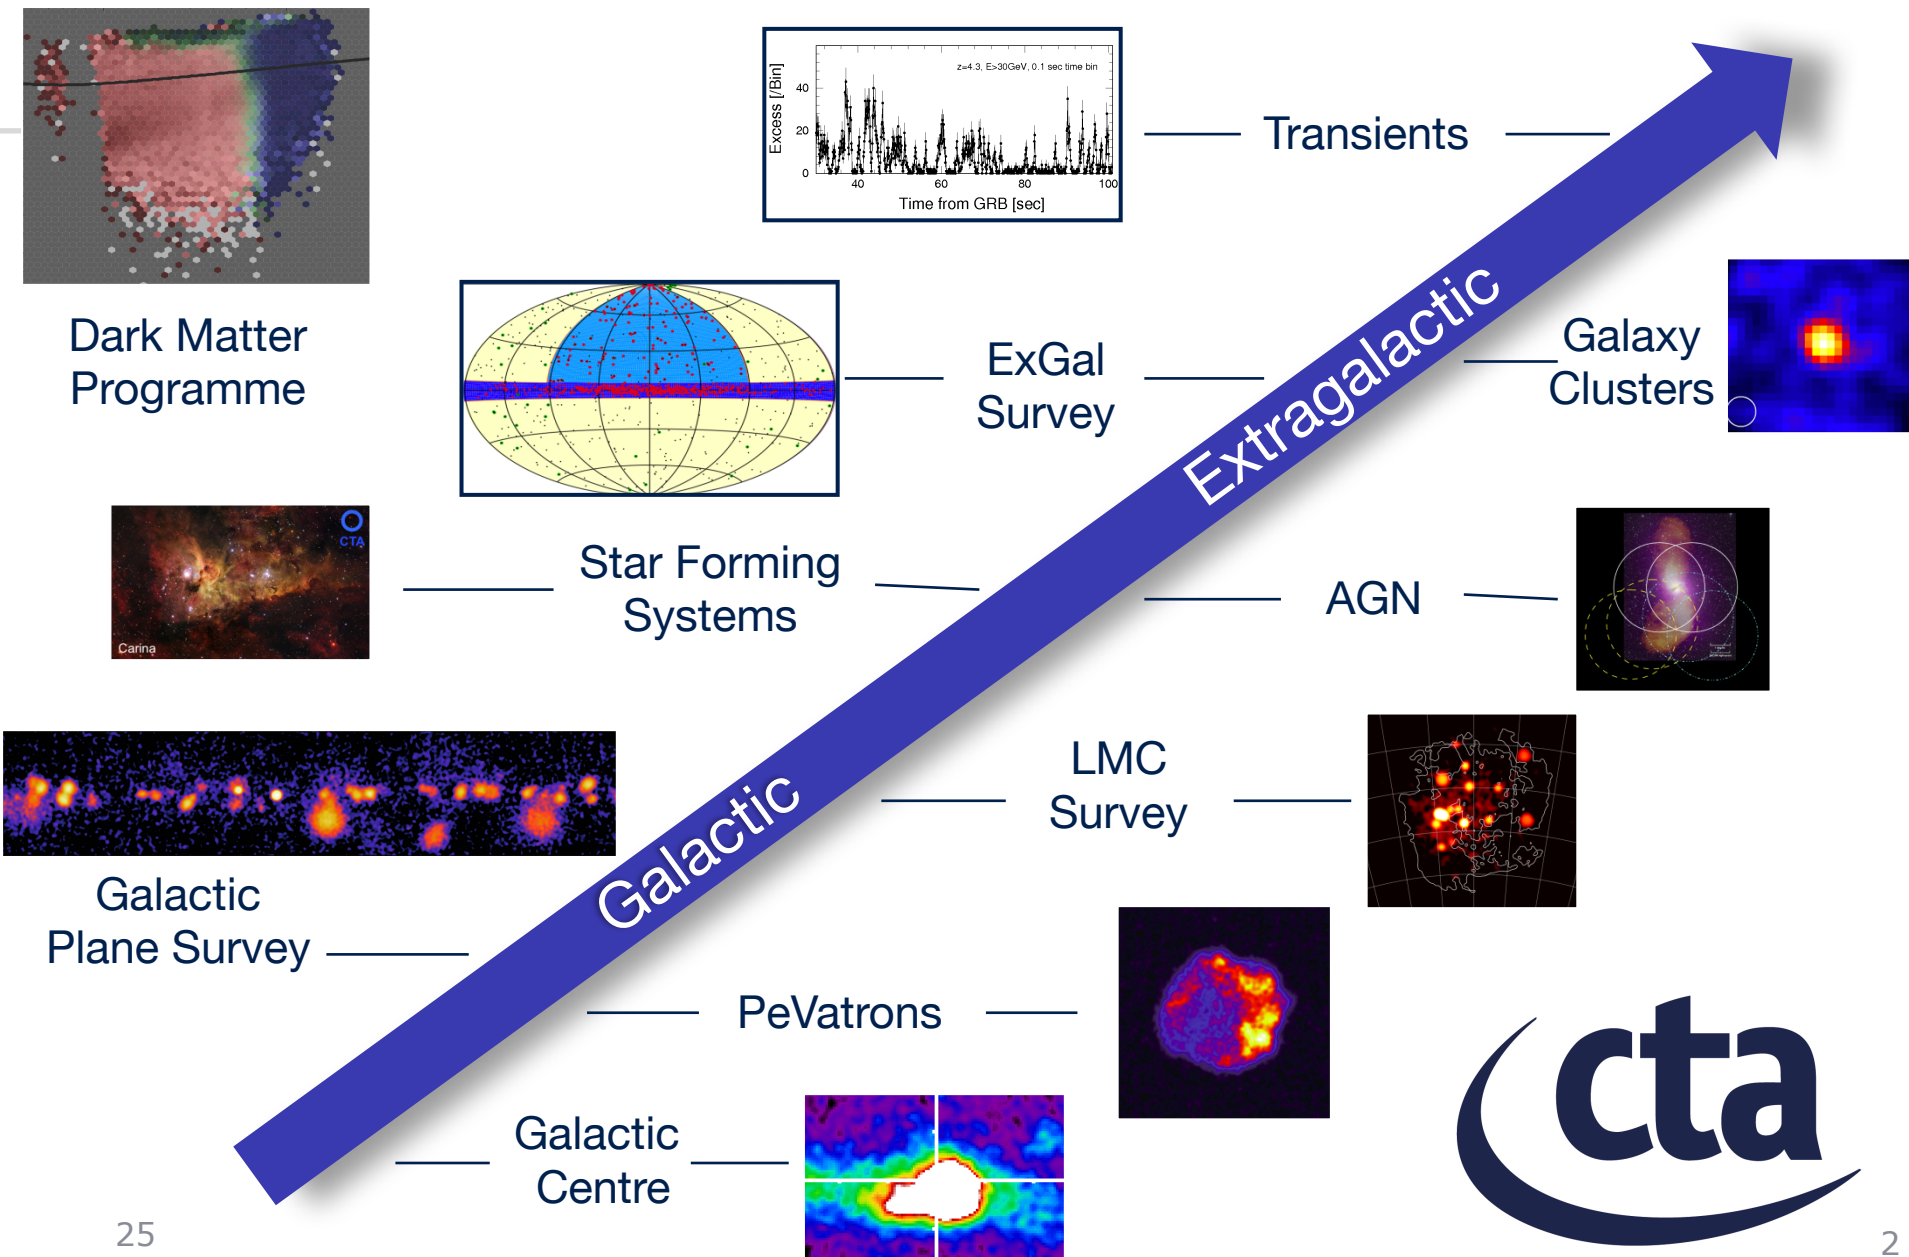 z=4.3, E>30GeV, 0.1 sec time bin
Excess [/Bin]
40
20
0
40
60
80
100
Time from GRB [sec]
Transients
Dark Matter
Programme
ExGal
Survey
Extragalactic
Galaxy
Clusters
CTA
Carina
Star Forming
Systems
AGN
Galactic
Plane Survey
Galactic
LMC
Survey
PeVatrons
Galactic
Centre
cta
25
2